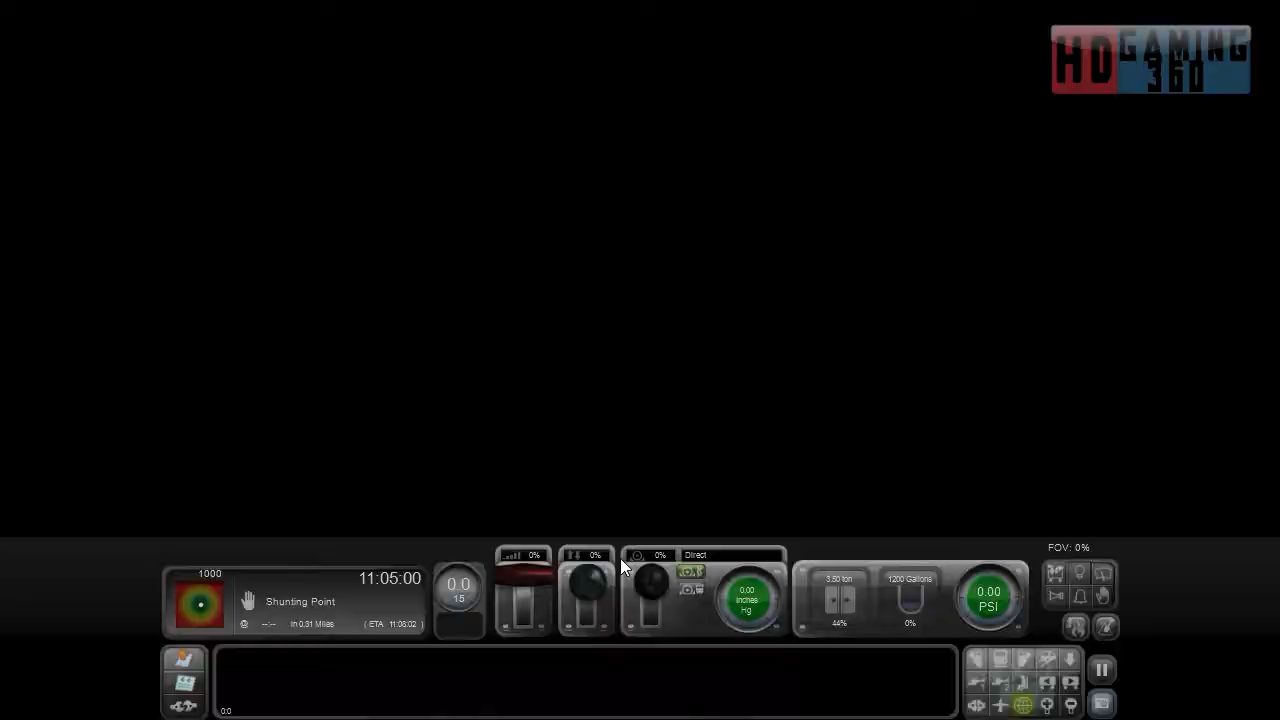 HD GAMING
360
FOV: 0%
0%
0%
0%
Direct
1000
11:05:00
Shunting Point
@ --:-- in 0.31 Miles ( ETA 11:08:02 )
0.0
15
0.00
Inches
Hg
3.50 ton
44%
1200 Gallons
0%
0.00
PSI
0:0